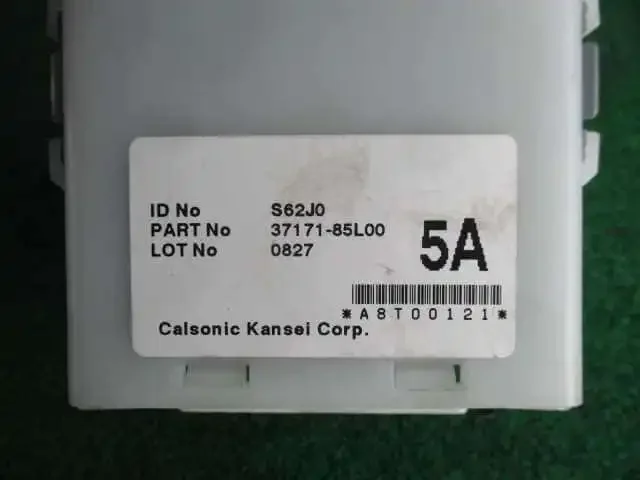 ID No S62J0
PART No 37171-85L00
LOT No 0827
5A
*A8T00121*
Calsonic Kansei Corp.